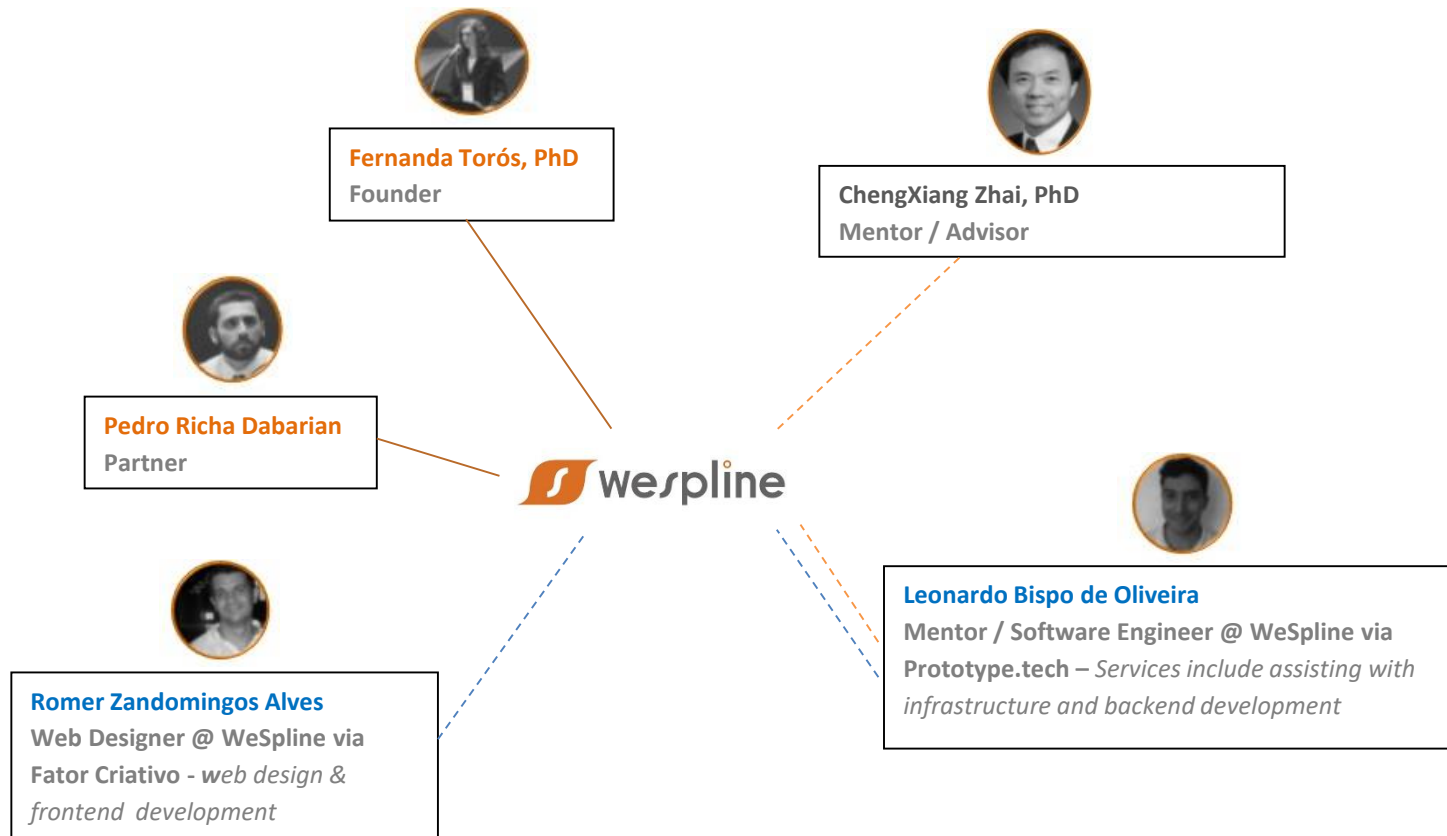 Fernanda Torós, PhD
Founder
ChengXiang Zhai, PhD
Mentor / Advisor
Pedro Richa Dabarian
Partner
wespline
Leonardo Bispo de Oliveira
Mentor / Software Engineer @ WeSpline via
Prototype.tech – Services include assisting with
infrastructure and backend development
Romer Zandomingos Alves
Web Designer @ WeSpline via
Fator Criativo - web design &
frontend development